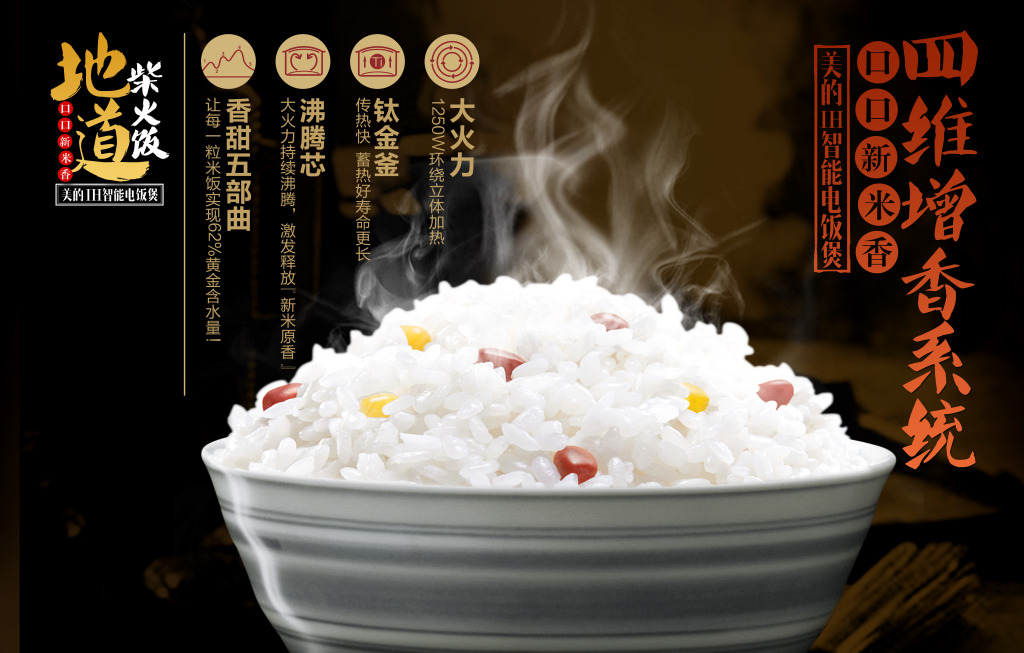 四维增香系统
口口新米香
美的IH智能电饭煲
大火力
1250W环绕立体加热
钛金釜
传热快 蓄热好寿命更长
沸腾芯
大火力持续沸腾，激发释放『新米原香』
香甜五部曲
让每一粒米饭实现62%黄金含水量！
柴火饭
地道
口口新米香
美的IH智能电饭煲
Ti